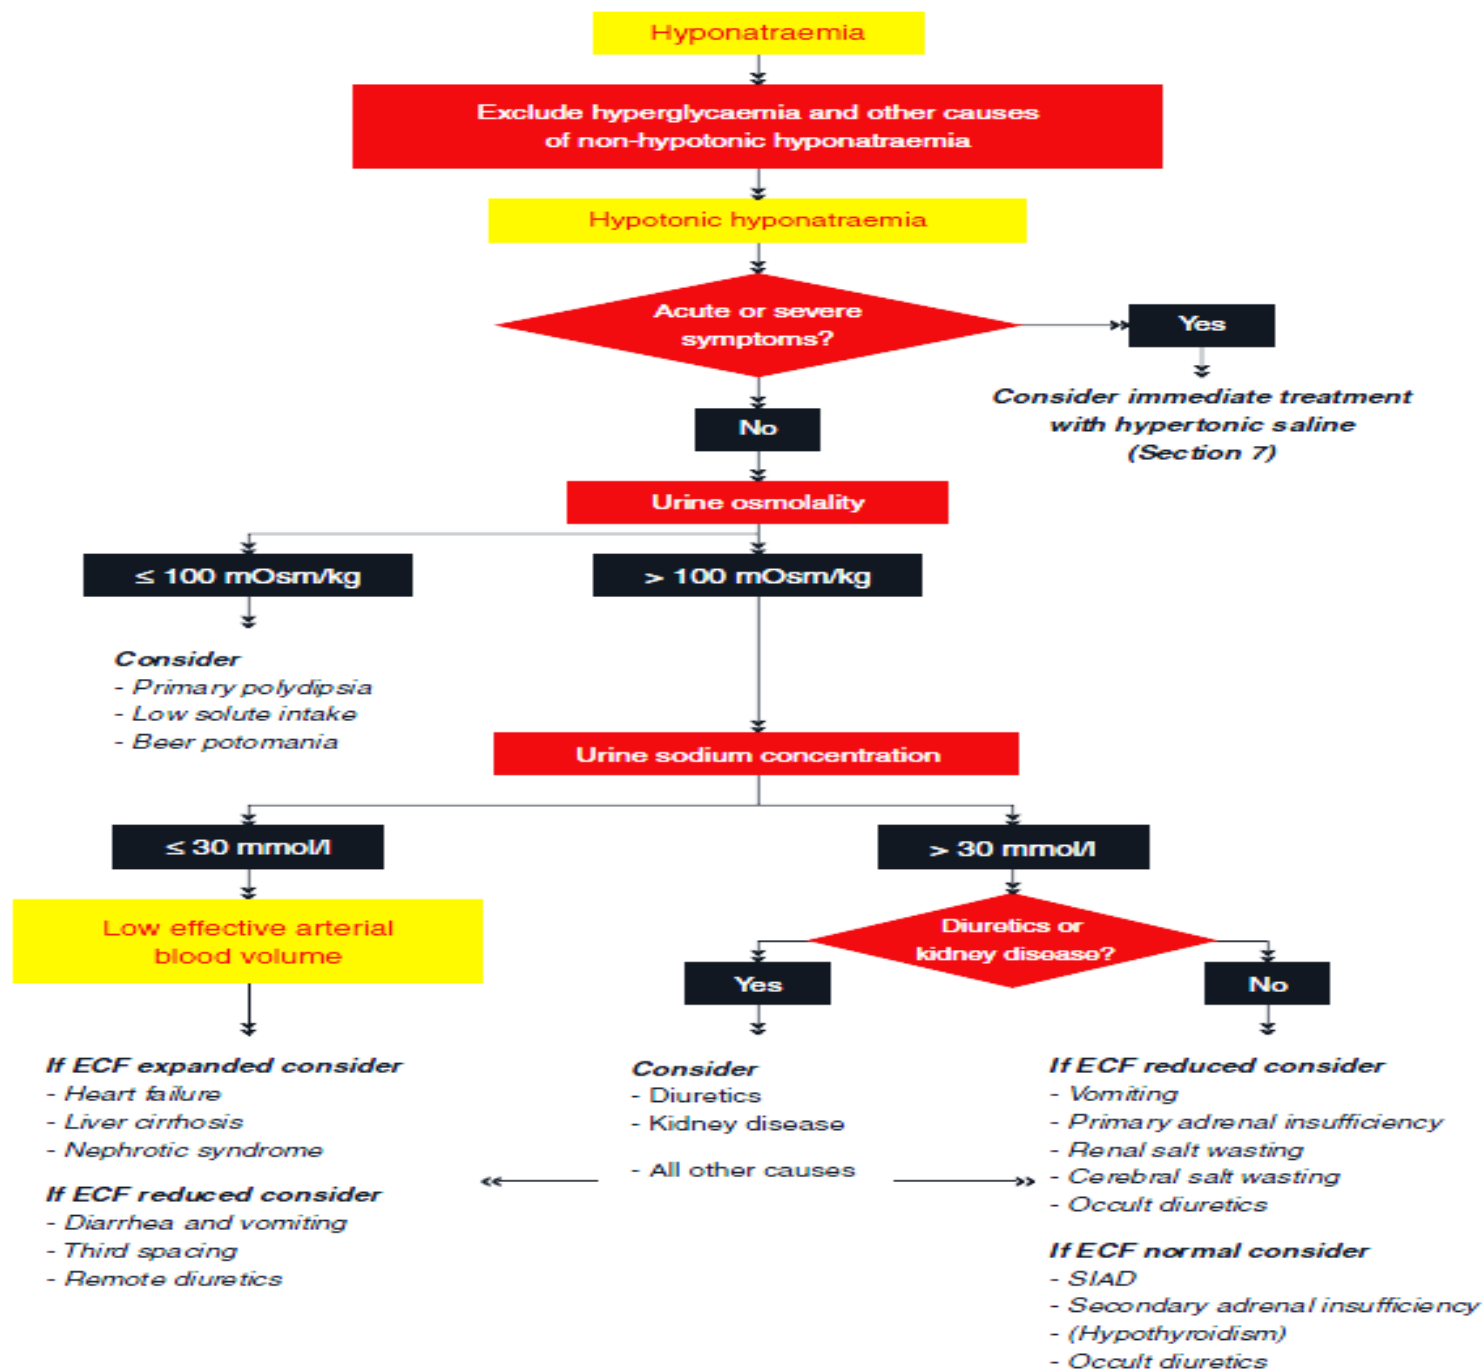 Hyponatraemia
Exclude hyperglycaemia and other causes
of non-hypotonic hyponatraemia
Hypotonic hyponatraemia
Acute or severe
symptoms?
Yes
Consider immediate treatment
with hypertonic saline
(Section 7)
No
Urine osmolality
≤ 100 mOsm/kg
> 100 mOsm/kg
Consider
- Primary polydipsia
- Low solute intake
- Beer potomania
Urine sodium concentration
≤ 30 mmol/l
> 30 mmol/l
Low effective arterial
blood volume
Diuretics or
kidney disease?
Yes
No
If ECF expanded consider
- Heart failure
- Liver cirrhosis
- Nephrotic syndrome
If ECF reduced consider
- Diarrhea and vomiting
- Third spacing
- Remote diuretics
Consider
- Diuretics
- Kidney disease
- All other causes
If ECF reduced consider
- Vomiting
- Primary adrenal insufficiency
- Renal salt wasting
- Cerebral salt wasting
- Occult diuretics
If ECF normal consider
- SIAD
- Secondary adrenal insufficiency
- (Hypothyroidism)
- Occult diuretics